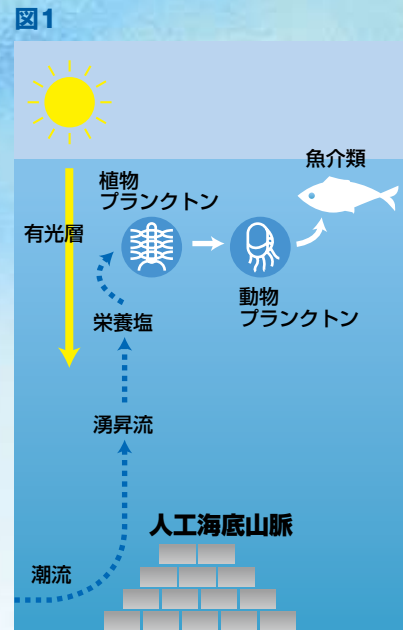 図1
魚介類
植物
プランクトン
有光層
動物
プランクトン
栄養塩
湧昇流
人工海底山脈
潮流